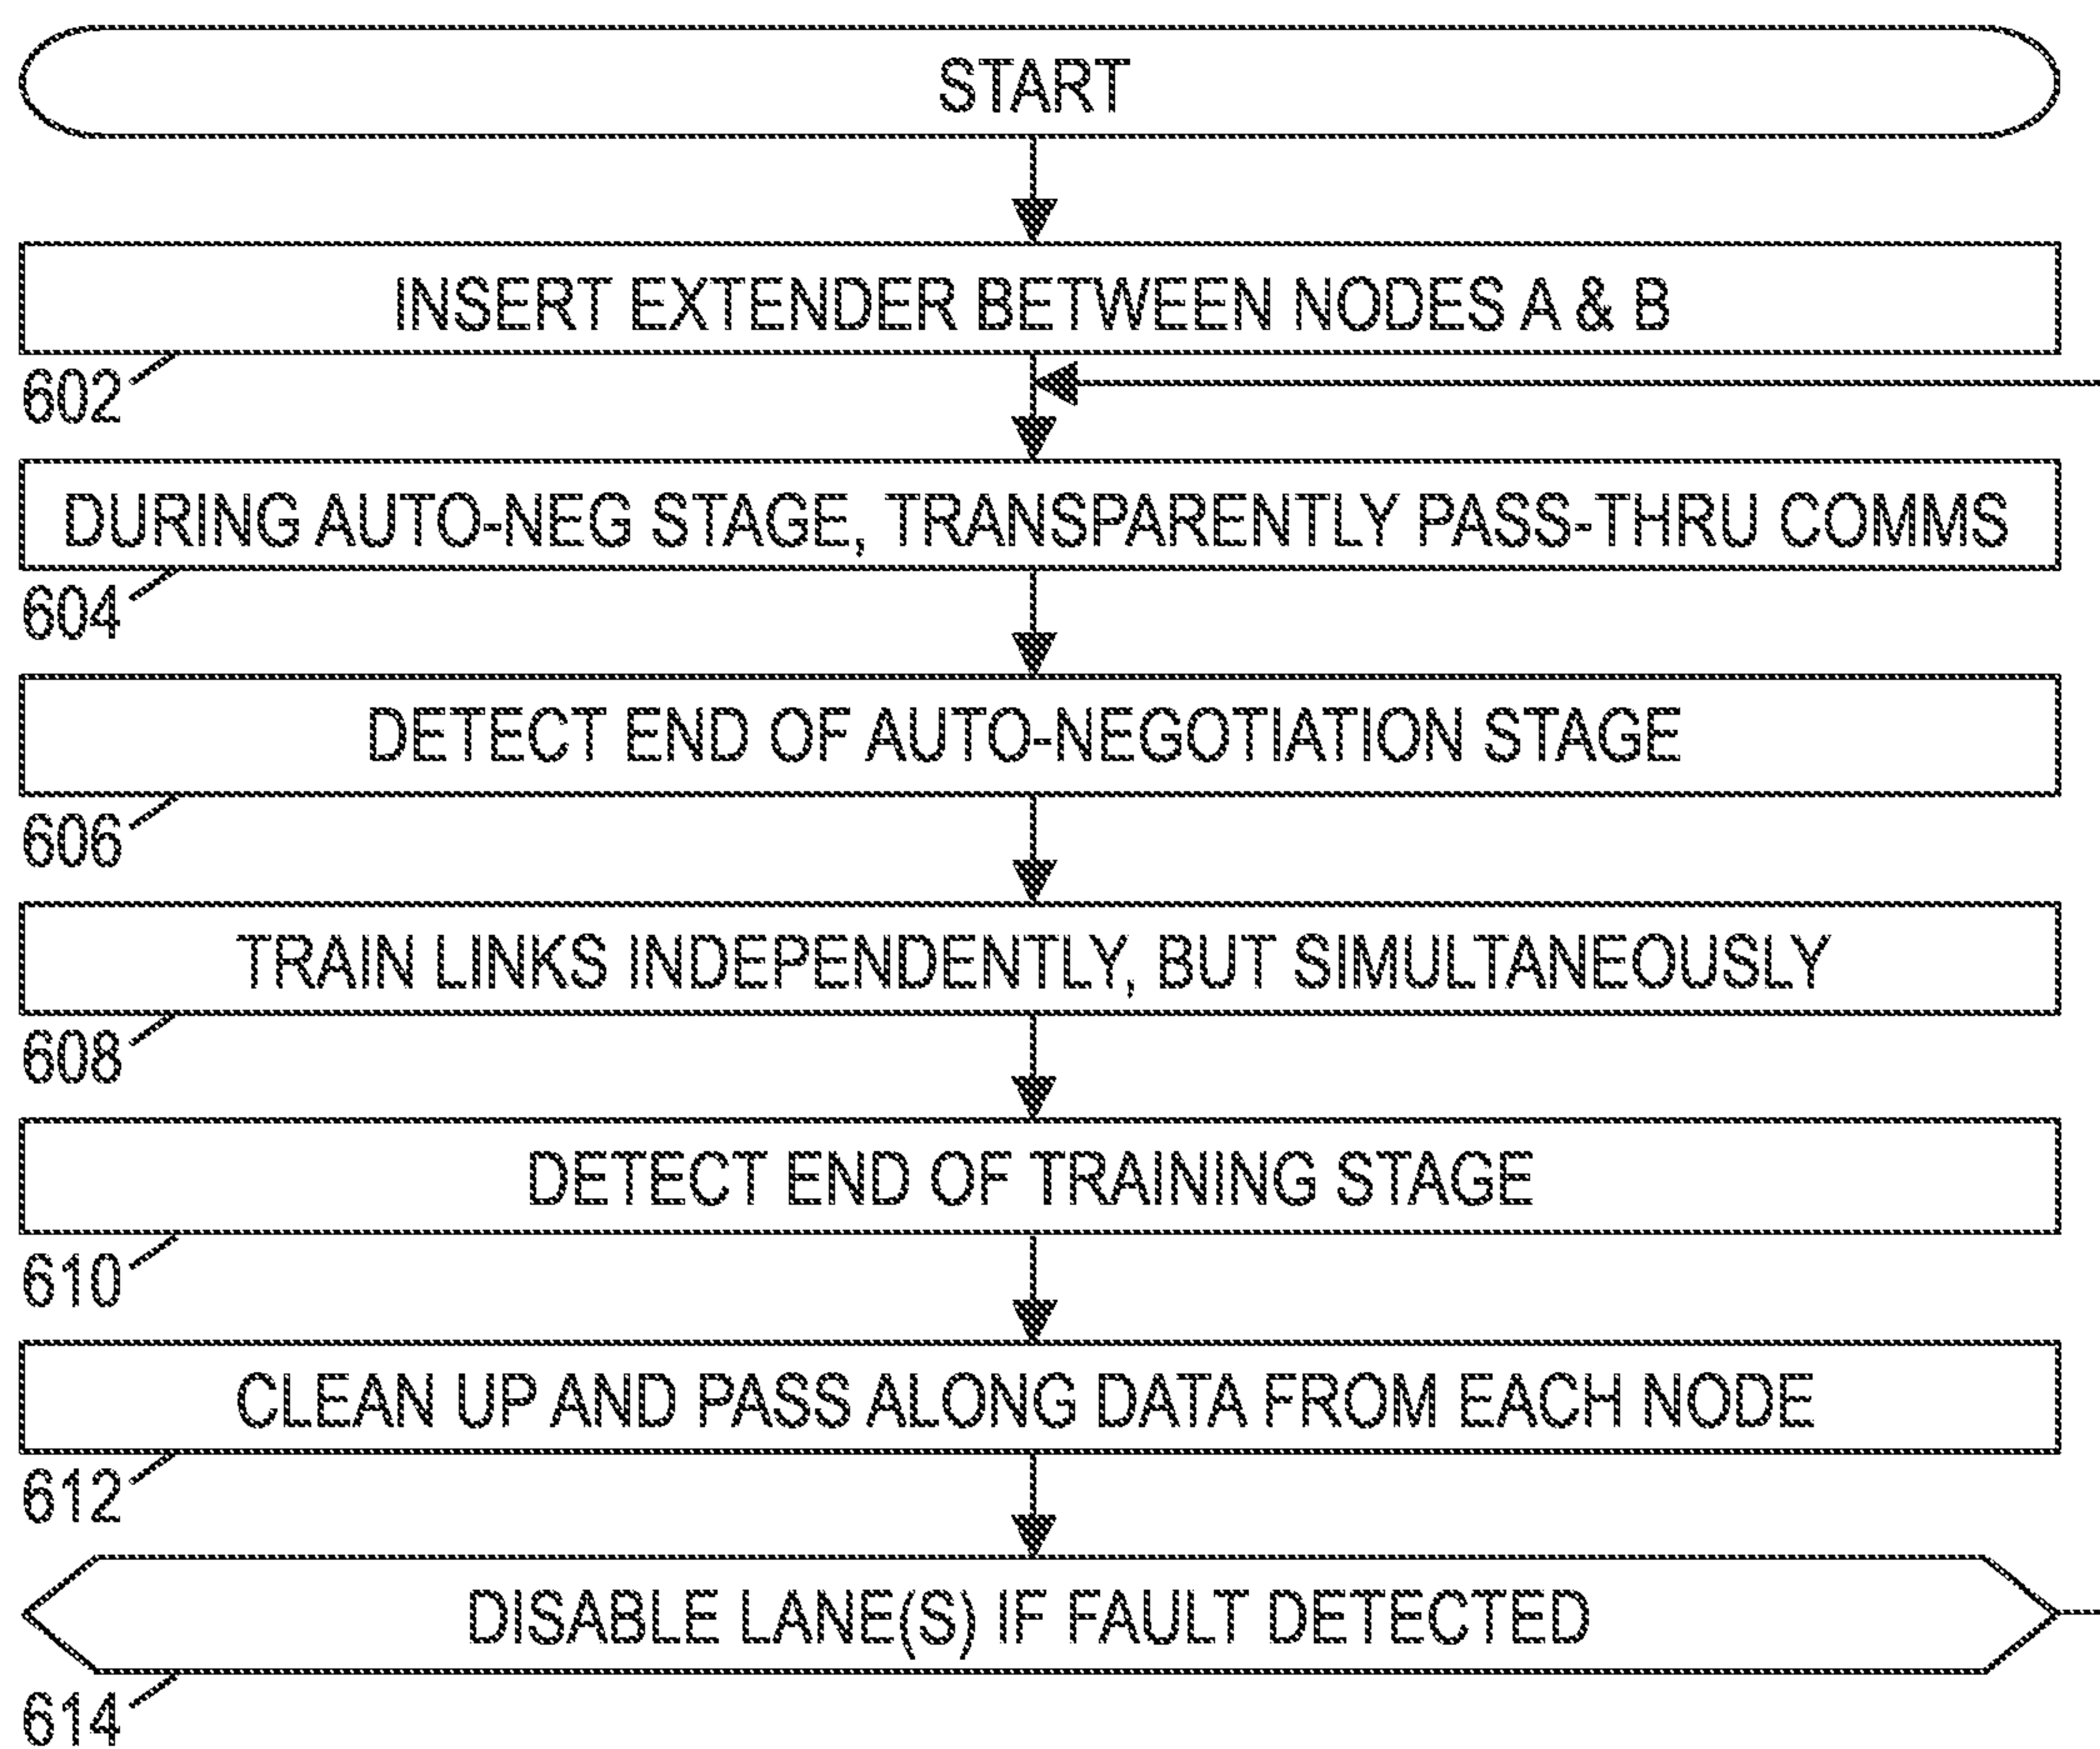 START
INSERT EXTENDER BETWEEN NODES A & B
602
DURING AUTO-NEG STAGE, TRANSPARENTLY PASS-THRU COMMS
604
DETECT END OF AUTO-NEGOTIATION STAGE
606
TRAIN LINKS INDEPENDENTLY, BUT SIMULTANEOUSLY
608
DETECT END OF TRAINING STAGE
610
CLEAN UP AND PASS ALONG DATA FROM EACH NODE
612
DISABLE LANE(S) IF FAULT DETECTED
614